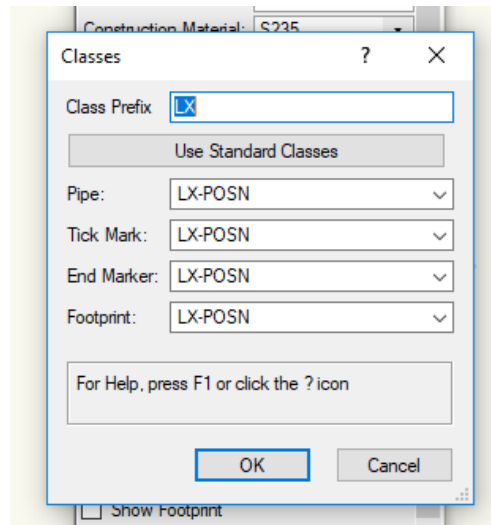 Construction Material: S235
Classes ? ×
Class Prefix LX
Use Standard Classes
Pipe: LX-POSN
Tick Mark: LX-POSN
End Marker: LX-POSN
Footprint: LX-POSN
For Help, press F1 or click the ? icon
OK Cancel
Show Footprint